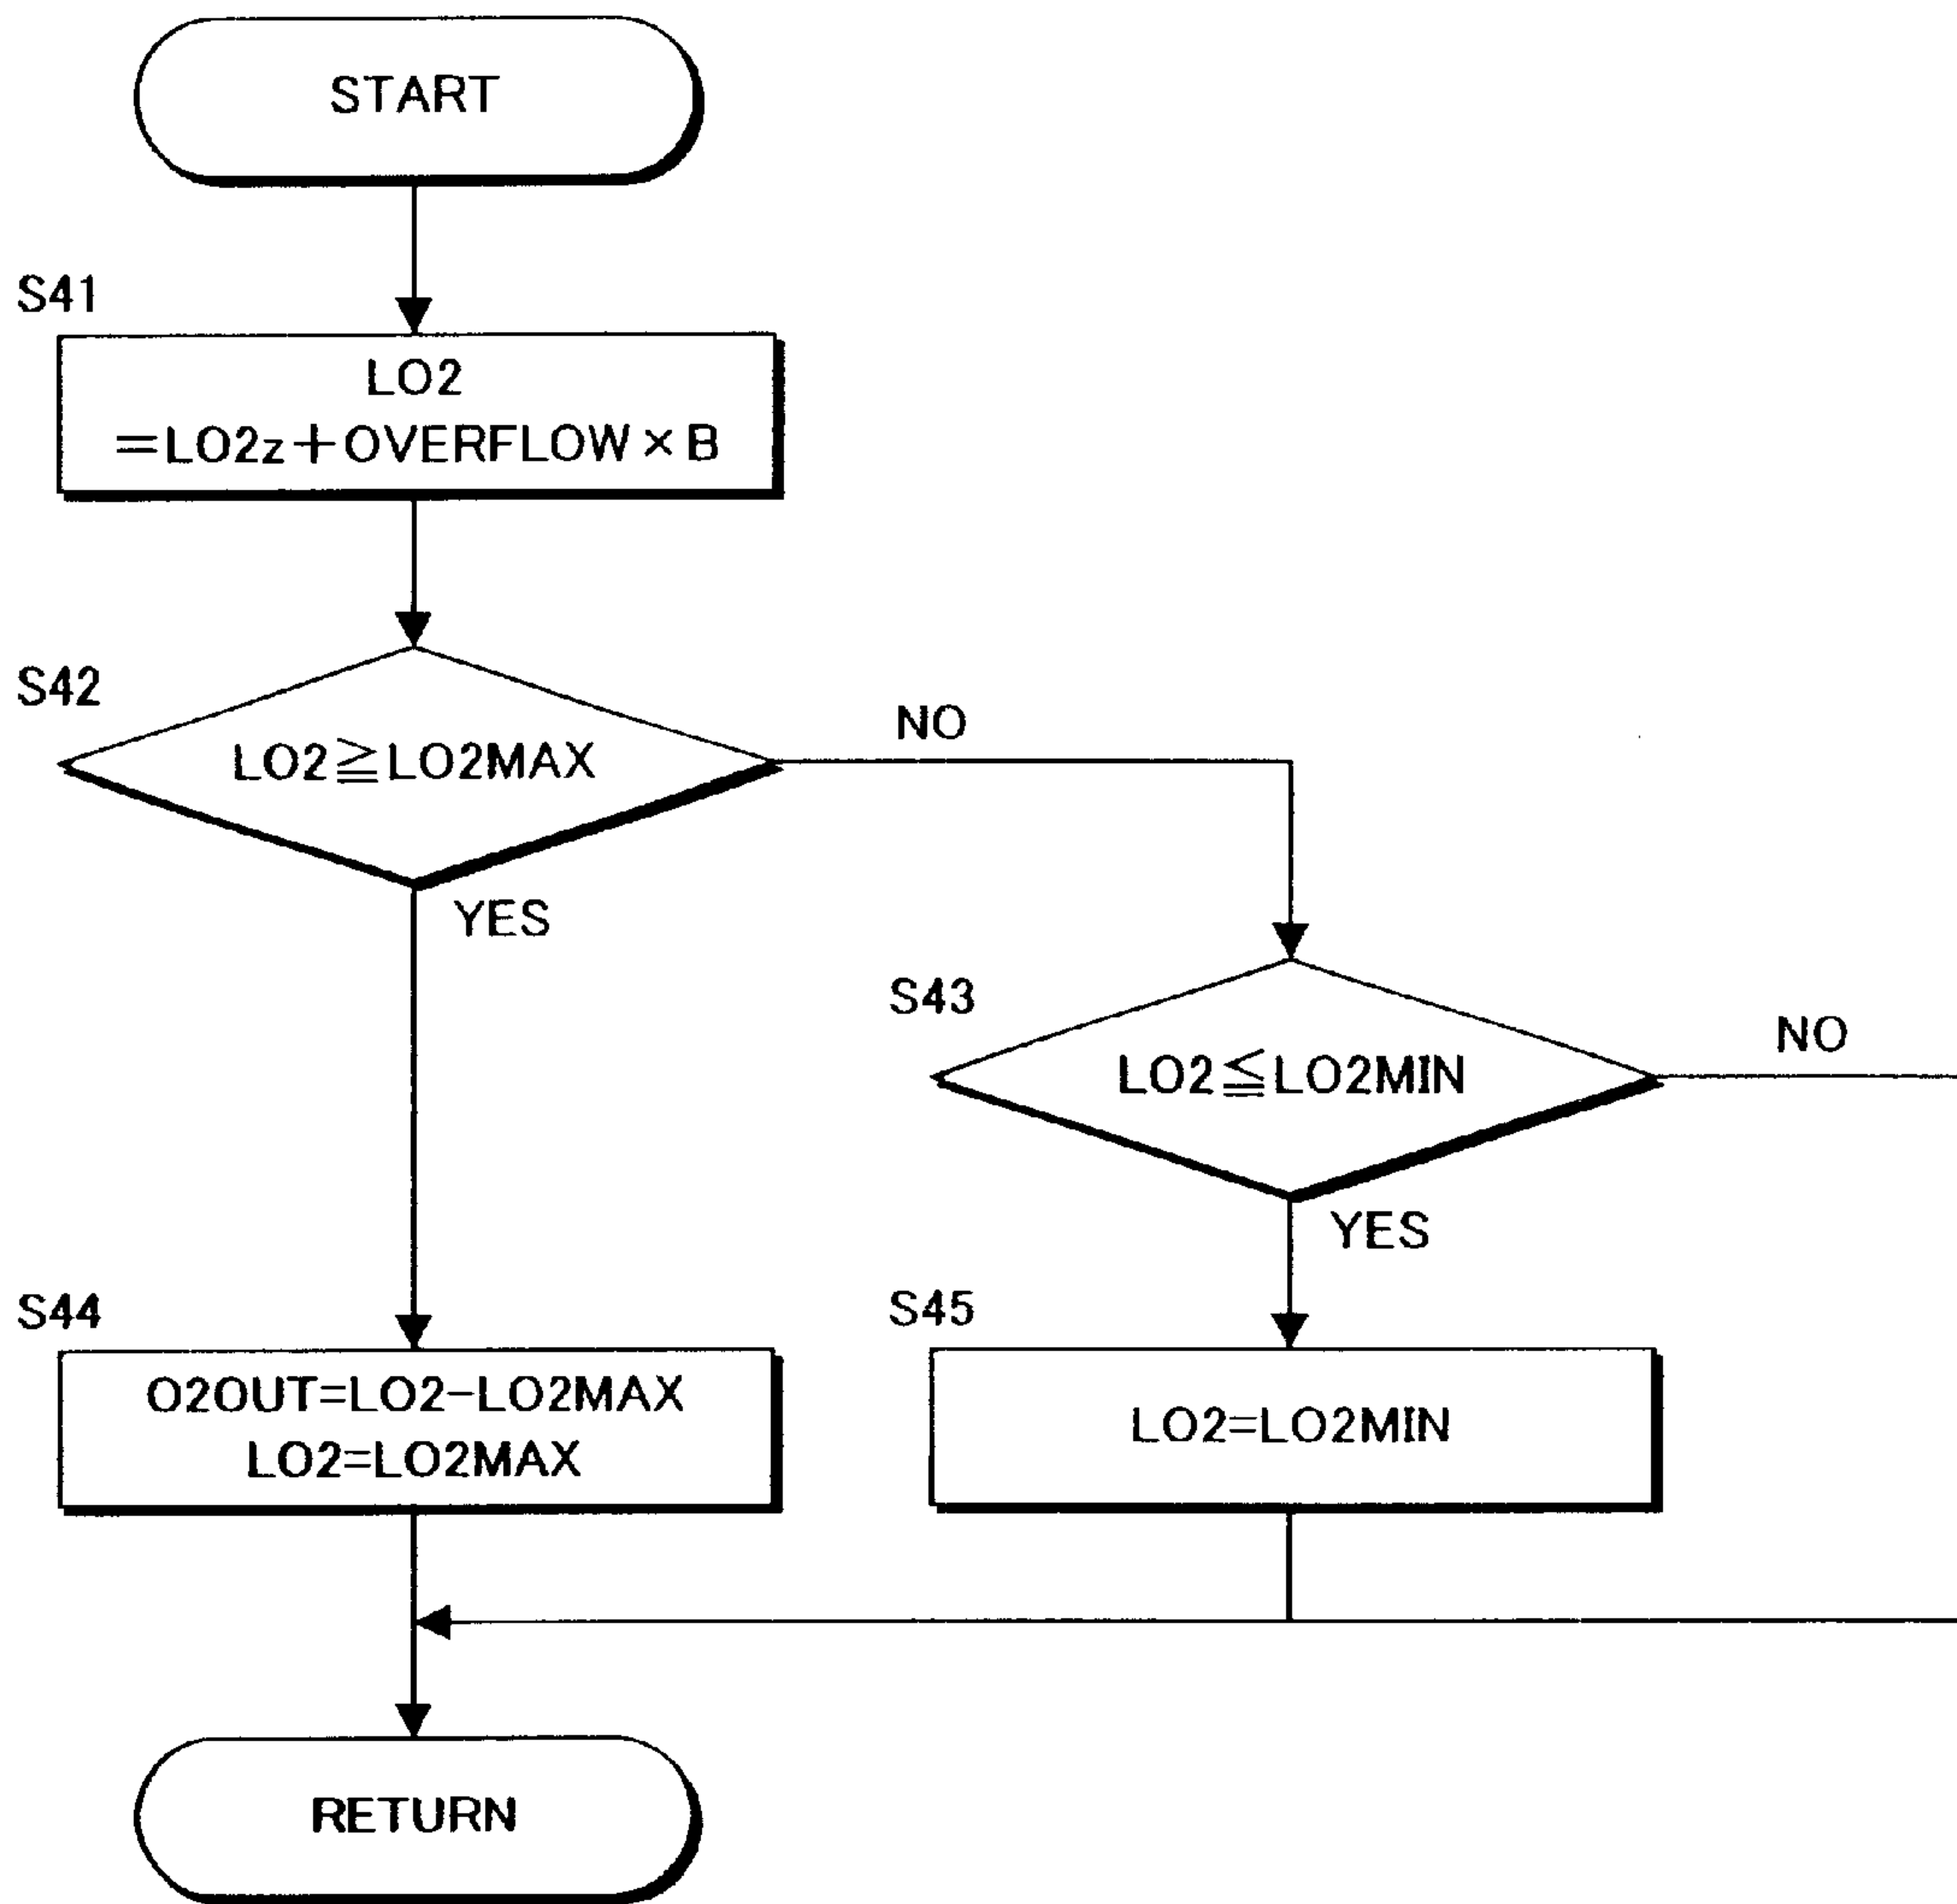 START
S41
LO2
=LO2z+OVERFLOW×B
S42
LO2≧LO2MAX
NO
YES
S43
LO2≦LO2MIN
NO
YES
S44
O2OUT=LO2-LO2MAX
LO2=LO2MAX
S45
LO2=LO2MIN
RETURN